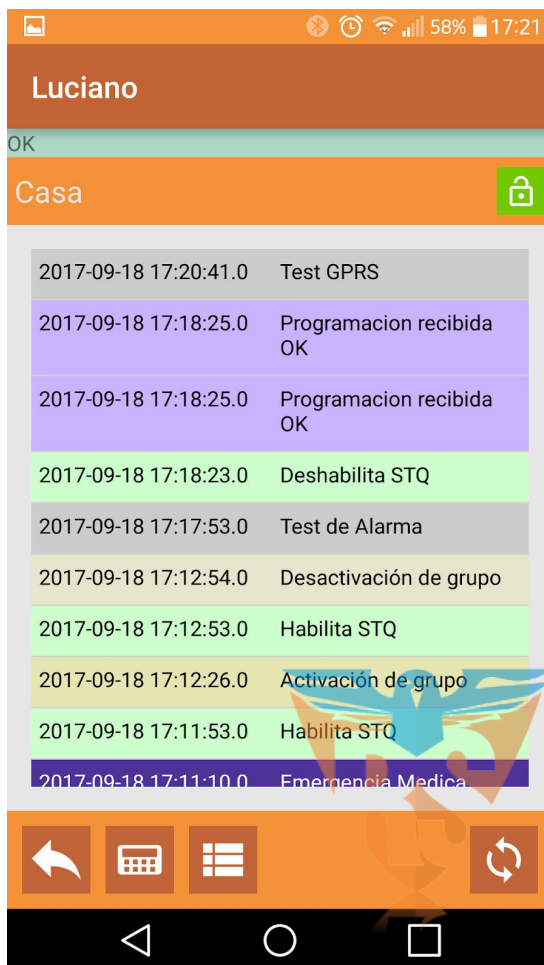 58% 17:21
Luciano
OK
Casa
2017-09-18 17:20:41.0 Test GPRS
2017-09-18 17:18:25.0 Programacion recibida
OK
2017-09-18 17:18:25.0 Programacion recibida
OK
2017-09-18 17:18:23.0 Deshabilita STQ
2017-09-18 17:17:53.0 Test de Alarma
2017-09-18 17:12:54.0 Desactivación de grupo
2017-09-18 17:12:53.0 Habilita STQ
2017-09-18 17:12:26.0 Activación de grupo
2017-09-18 17:11:53.0 Habilita STQ
2017-09-18 17:11:10.0 Emergencia Medica